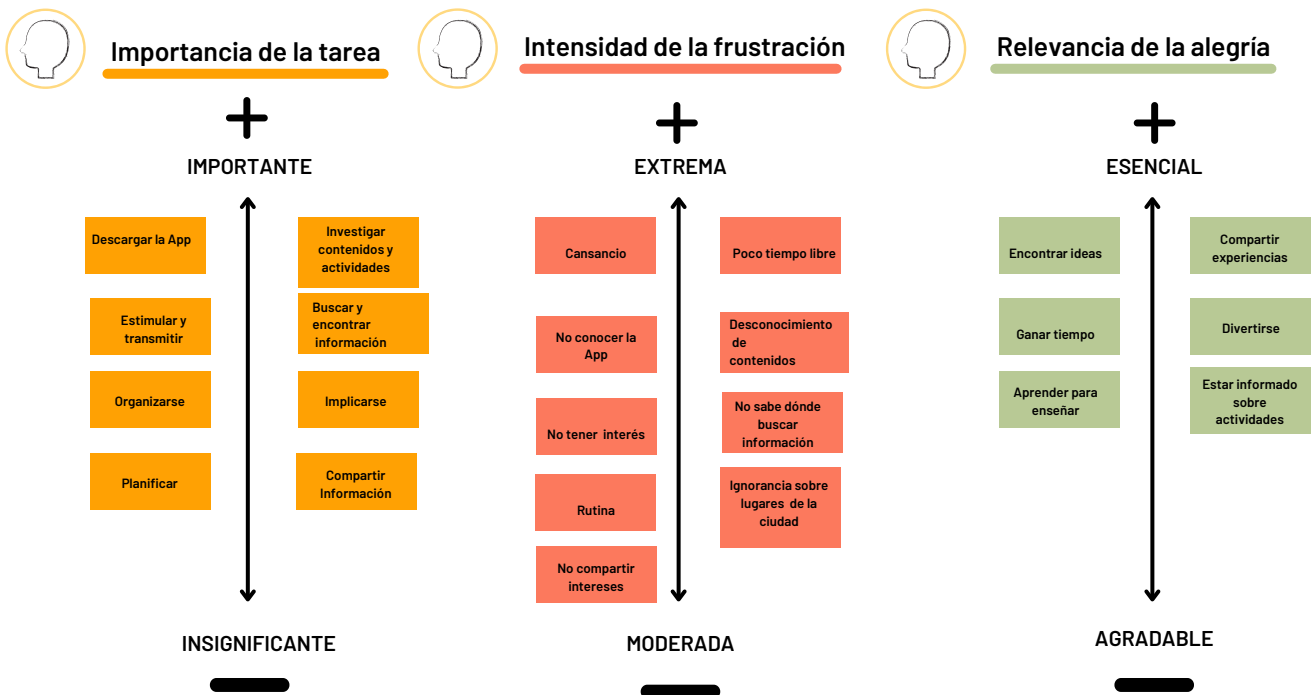 Importancia de la tarea
+
IMPORTANTE
Descargar la App
Investigar
contenidos y
actividades
Estimular y
transmitir
Buscar y
encontrar
información
Organizarse
Implicarse
Planificar
Compartir
Información
INSIGNIFICANTE
Intensidad de la frustración
+
EXTREMA
Cansancio
Poco tiempo libre
No conocer la
App
Desconocimiento
de
contenidos
No tener interés
No sabe dónde
buscar
información
Rutina
Ignorancia sobre
lugares de la
ciudad
No compartir
intereses
MODERADA
Relevancia de la alegría
+
ESENCIAL
Encontrar ideas
Compartir
experiencias
Ganar tiempo
Divertirse
Aprender para
enseñar
Estar informado
sobre
actividades
AGRADABLE